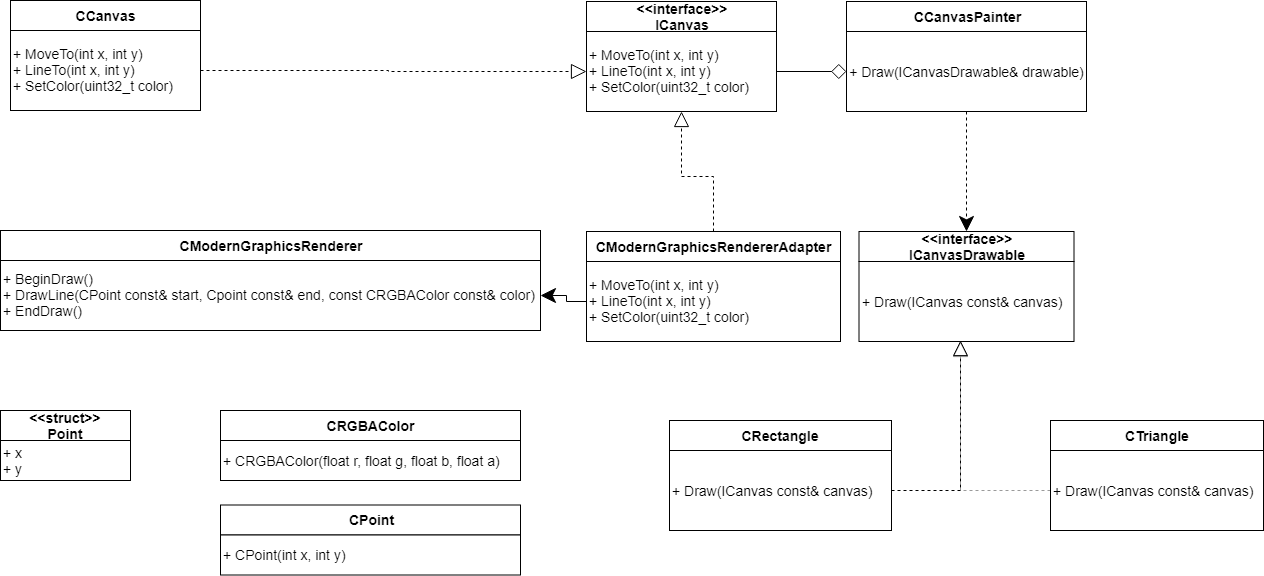 CCanvas
+ MoveTo(int x, int y)
+ LineTo(int x, int y)
+ SetColor(uint32_t color)
<<interface>>
ICanvas
+ MoveTo(int x, int y)
+ LineTo(int x, int y)
+ SetColor(uint32_t color)
CCanvasPainter
+ Draw(ICanvasDrawable& drawable)
CModernGraphicsRenderer
+ BeginDraw()
+ DrawLine(CPoint const& start, Cpoint const& end, const CRGBAColor const& color)
+ EndDraw()
CModernGraphicsRendererAdapter
+ MoveTo(int x, int y)
+ LineTo(int x, int y)
+ SetColor(uint32_t color)
<<interface>>
ICanvasDrawable
+ Draw(ICanvas const& canvas)
<<struct>>
Point
+ x
+ y
CRGBAColor
+ CRGBAColor(float r, float g, float b, float a)
CPoint
+ CPoint(int x, int y)
CRectangle
+ Draw(ICanvas const& canvas)
CTriangle
+ Draw(ICanvas const& canvas)